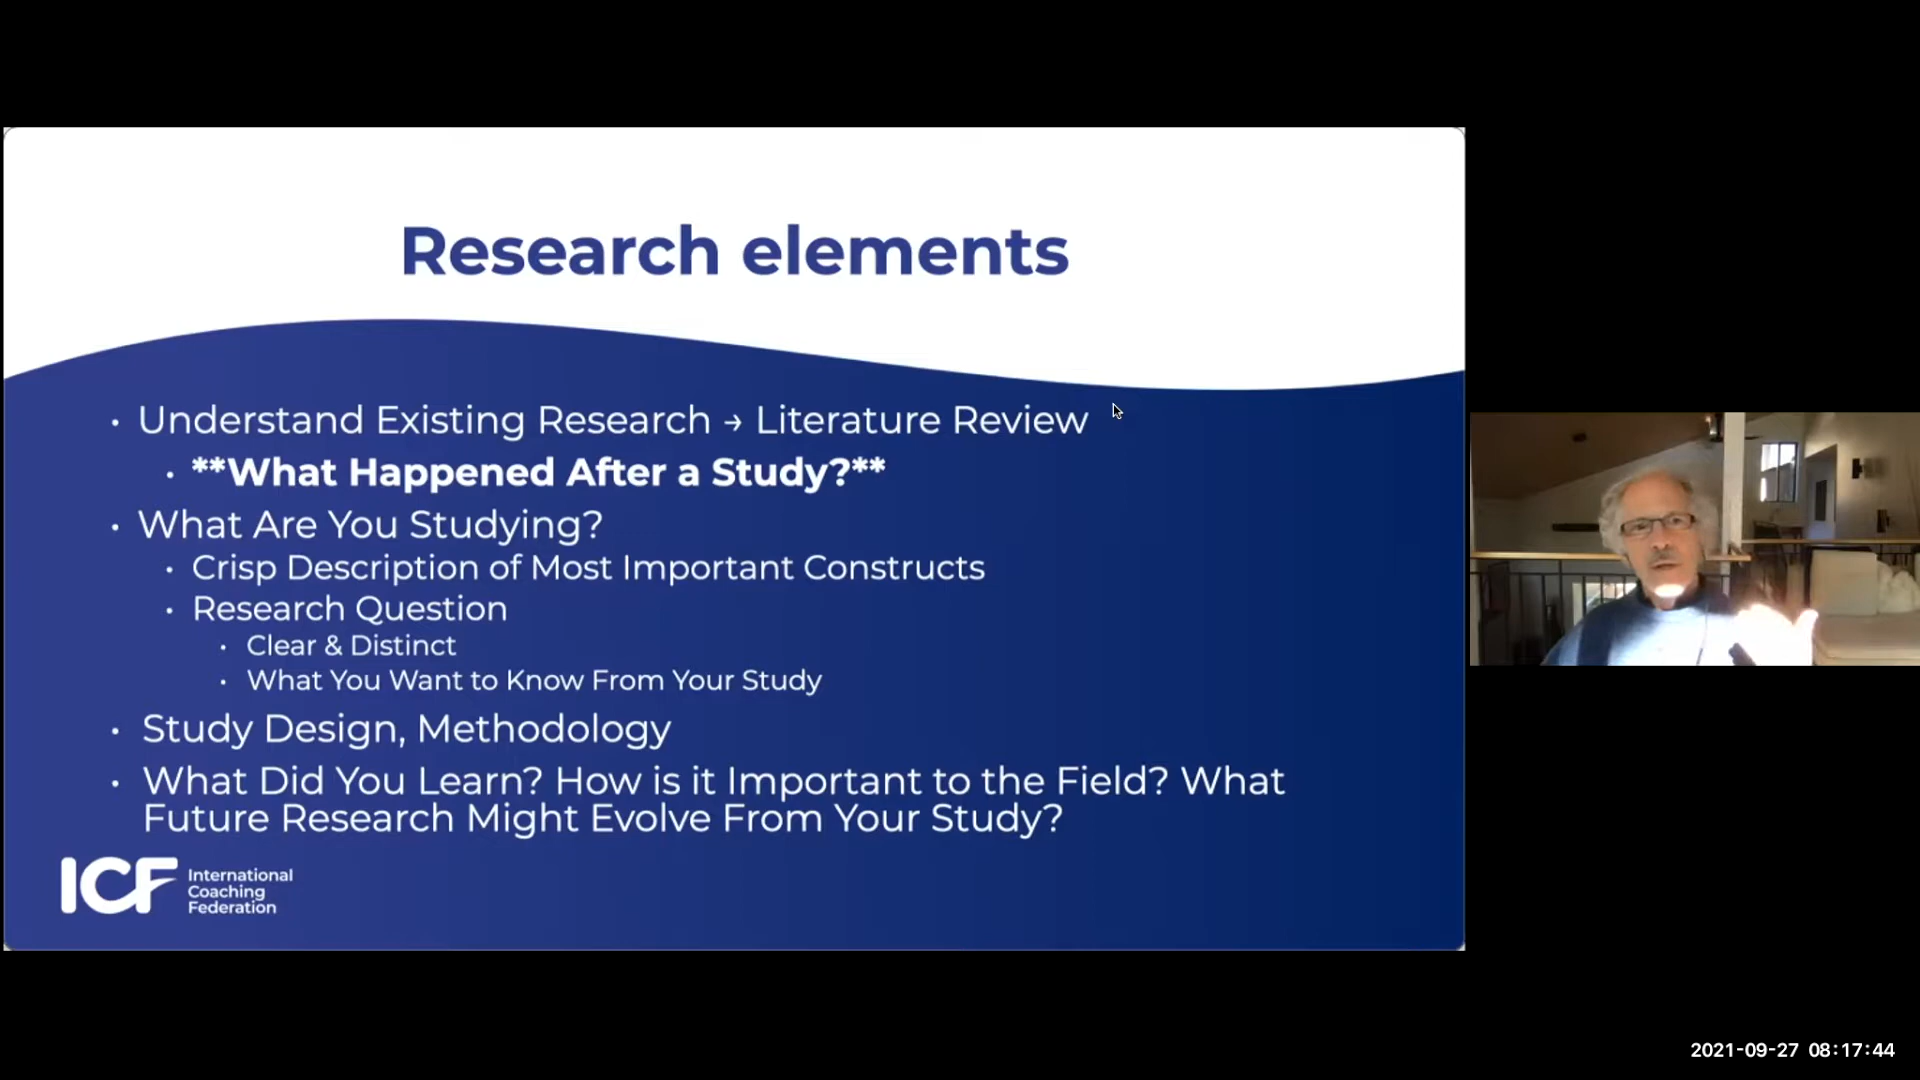 Research elements
• Understand Existing Research → Literature Review
• **What Happened After a Study?**
• What Are You Studying?
• Crisp Description of Most Important Constructs
• Research Question
• Clear & Distinct
• What You Want to Know From Your Study
• Study Design, Methodology
• What Did You Learn? How is it Important to the Field? What
Future Research Might Evolve From Your Study?
ICF
International
Coaching
Federation
2021-09-27 08:17:44